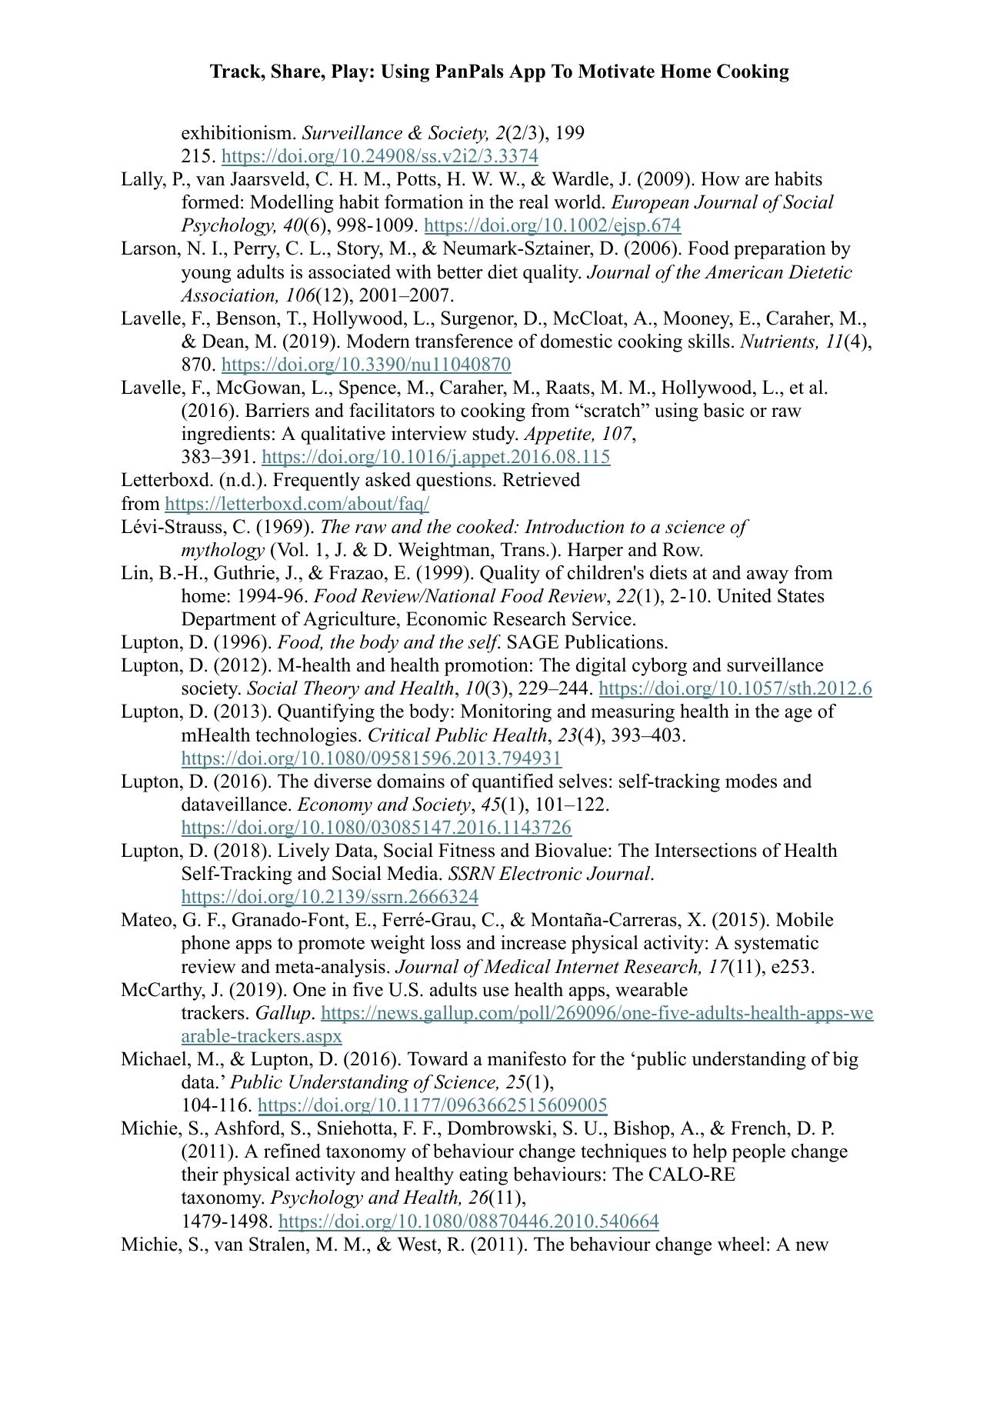 Track, Share, Play: Using PanPals App To Motivate Home Cooking
exhibitionism. Surveillance & Society, 2(2/3), 199
215. https://doi.org/10.24908/ss.v2i2/3.3374
Lally, P., van Jaarsveld, C. H. M., Potts, H. W. W., & Wardle, J. (2009). How are habits
formed: Modelling habit formation in the real world. European Journal of Social
Psychology, 40(6), 998-1009. https://doi.org/10.1002/ejsp.674
Larson, N. I., Perry, C. L., Story, M., & Neumark-Sztainer, D. (2006). Food preparation by
young adults is associated with better diet quality. Journal of the American Dietetic
Association, 106(12), 2001–2007.
Lavelle, F., Benson, T., Hollywood, L., Surgenor, D., McCloat, A., Mooney, E., Caraher, M.,
& Dean, M. (2019). Modern transference of domestic cooking skills. Nutrients, 11(4),
870. https://doi.org/10.3390/nu11040870
Lavelle, F., McGowan, L., Spence, M., Caraher, M., Raats, M. M., Hollywood, L., et al.
(2016). Barriers and facilitators to cooking from “scratch” using basic or raw
ingredients: A qualitative interview study. Appetite, 107,
383–391. https://doi.org/10.1016/j.appet.2016.08.115
Letterboxd. (n.d.). Frequently asked questions. Retrieved
from https://letterboxd.com/about/faq/
Lévi-Strauss, C. (1969). The raw and the cooked: Introduction to a science of
mythology (Vol. 1, J. & D. Weightman, Trans.). Harper and Row.
Lin, B.-H., Guthrie, J., & Frazao, E. (1999). Quality of children's diets at and away from
home: 1994-96. Food Review/National Food Review, 22(1), 2-10. United States
Department of Agriculture, Economic Research Service.
Lupton, D. (1996). Food, the body and the self. SAGE Publications.
Lupton, D. (2012). M-health and health promotion: The digital cyborg and surveillance
society. Social Theory and Health, 10(3), 229–244. https://doi.org/10.1057/sth.2012.6
Lupton, D. (2013). Quantifying the body: Monitoring and measuring health in the age of
mHealth technologies. Critical Public Health, 23(4), 393–403.
https://doi.org/10.1080/09581596.2013.794931
Lupton, D. (2016). The diverse domains of quantified selves: self-tracking modes and
dataveillance. Economy and Society, 45(1), 101–122.
https://doi.org/10.1080/03085147.2016.1143726
Lupton, D. (2018). Lively Data, Social Fitness and Biovalue: The Intersections of Health
Self-Tracking and Social Media. SSRN Electronic Journal.
https://doi.org/10.2139/ssrn.2666324
Mateo, G. F., Granado-Font, E., Ferré-Grau, C., & Montaña-Carreras, X. (2015). Mobile
phone apps to promote weight loss and increase physical activity: A systematic
review and meta-analysis. Journal of Medical Internet Research, 17(11), e253.
McCarthy, J. (2019). One in five U.S. adults use health apps, wearable
trackers. Gallup. https://news.gallup.com/poll/269096/one-five-adults-health-apps-we
arable-trackers.aspx
Michael, M., & Lupton, D. (2016). Toward a manifesto for the ‘public understanding of big
data.’ Public Understanding of Science, 25(1),
104-116. https://doi.org/10.1177/0963662515609005
Michie, S., Ashford, S., Sniehotta, F. F., Dombrowski, S. U., Bishop, A., & French, D. P.
(2011). A refined taxonomy of behaviour change techniques to help people change
their physical activity and healthy eating behaviours: The CALO-RE
taxonomy. Psychology and Health, 26(11),
1479-1498. https://doi.org/10.1080/08870446.2010.540664
Michie, S., van Stralen, M. M., & West, R. (2011). The behaviour change wheel: A new